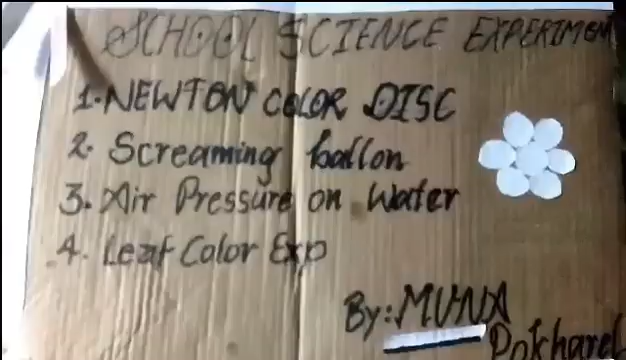 SCHOOL SCIENCE EXPERIMEN
1. NEWTON COLOR DISC
2. Screaming ballon
3. Air Pressure on Water
4. Leaf Color Exp
By: MUNA
Pokharel